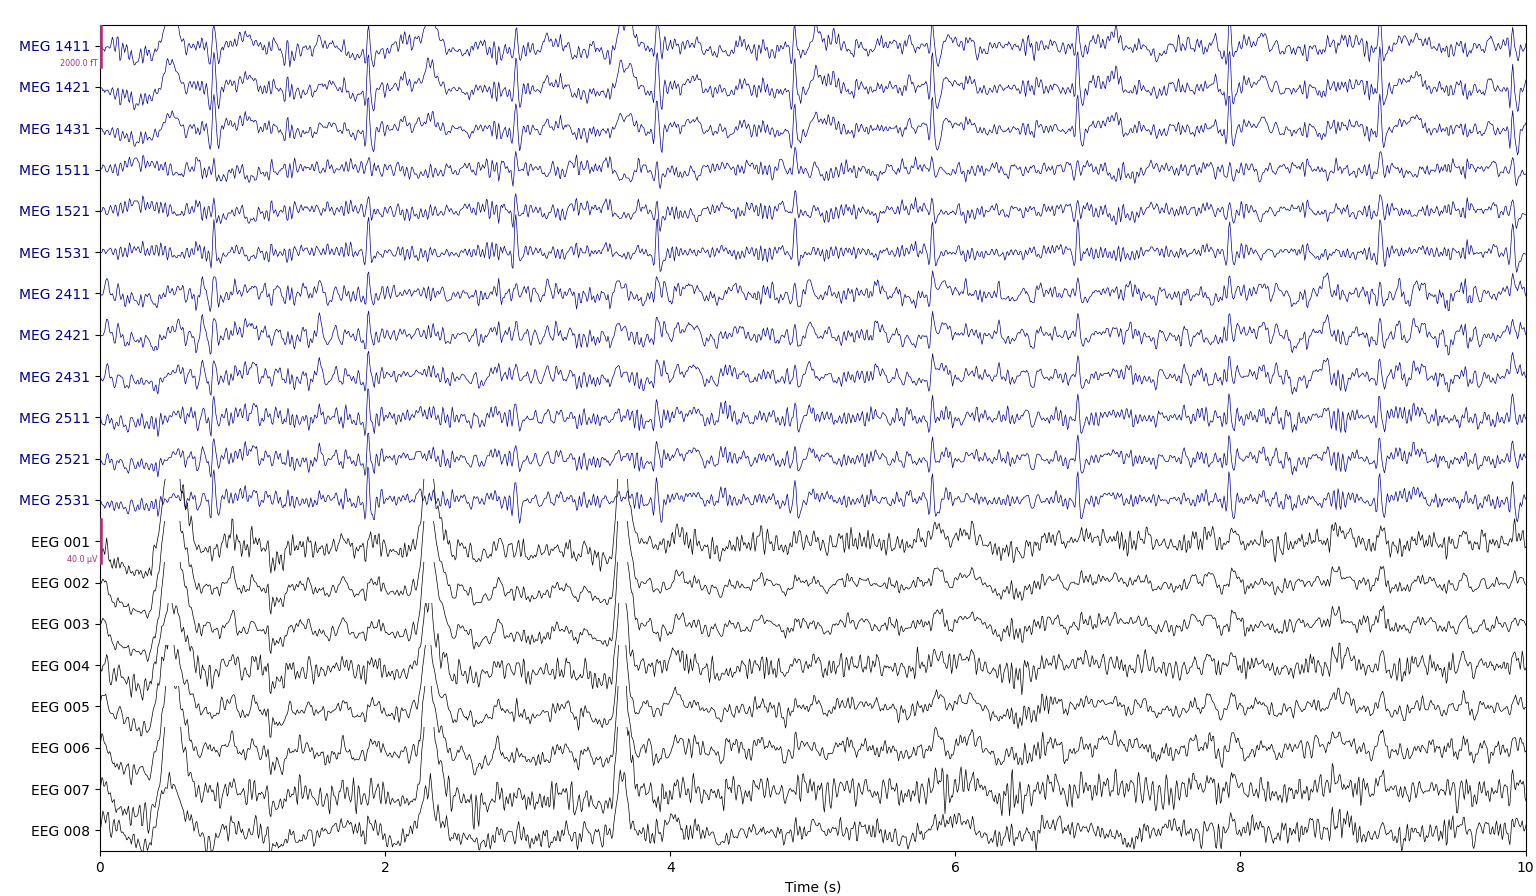 MEG 1411
2000.0 fT
MEG 1421
MEG 1431
MEG 1511
MEG 1521
MEG 1531
MEG 2411
MEG 2421
MEG 2431
MEG 2511
MEG 2521
MEG 2531
EEG 001
40.0 µV
EEG 002
EEG 003
EEG 004
EEG 005
EEG 006
EEG 007
EEG 008
0 2 4 6 8 10
Time (s)